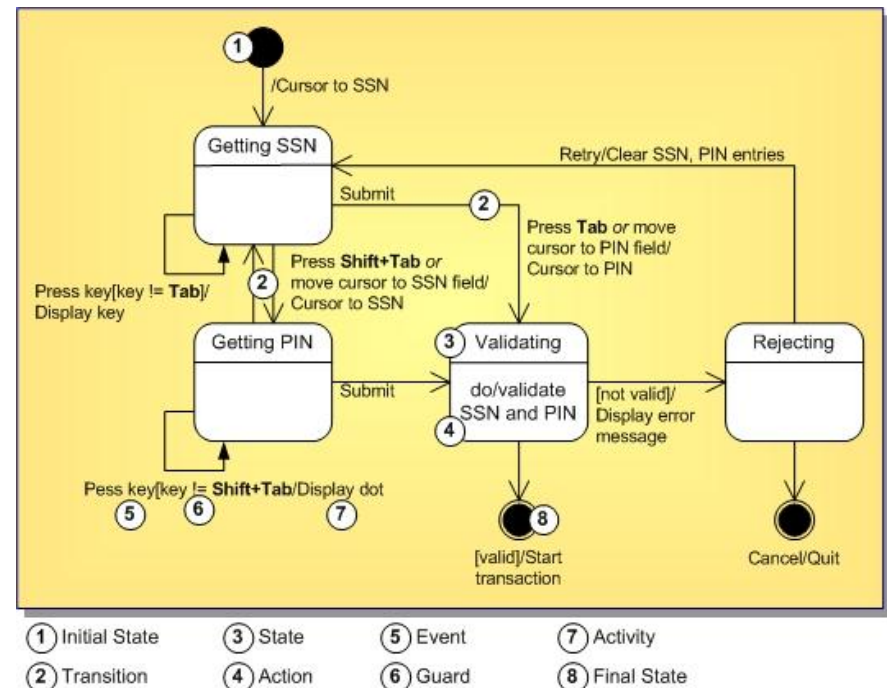 1
/Cursor to SSN
Getting SSN
Retry/Clear SSN, PIN entries
Submit
2
Press Tab or move
cursor to PIN field/
Cursor to PIN
Press key[key != Tab]/
Display key
2
Press Shift+Tab or
move cursor to SSN field/
Cursor to SSN
Getting PIN
3
Validating
Rejecting
do/validate
SSN and PIN
4
Submit
[not valid]/
Display error
message
Pess key[key != Shift+Tab/Display dot
5
6
7
8
[valid]/Start
transaction
Cancel/Quit
1 Initial State
3 State
5 Event
7 Activity
2 Transition
4 Action
6 Guard
8 Final State